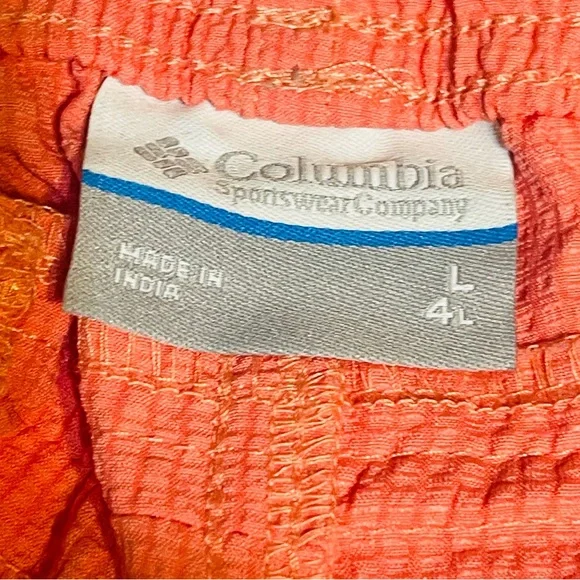 Columbia
Sportswear Company
MADE IN
INDIA
L
4L